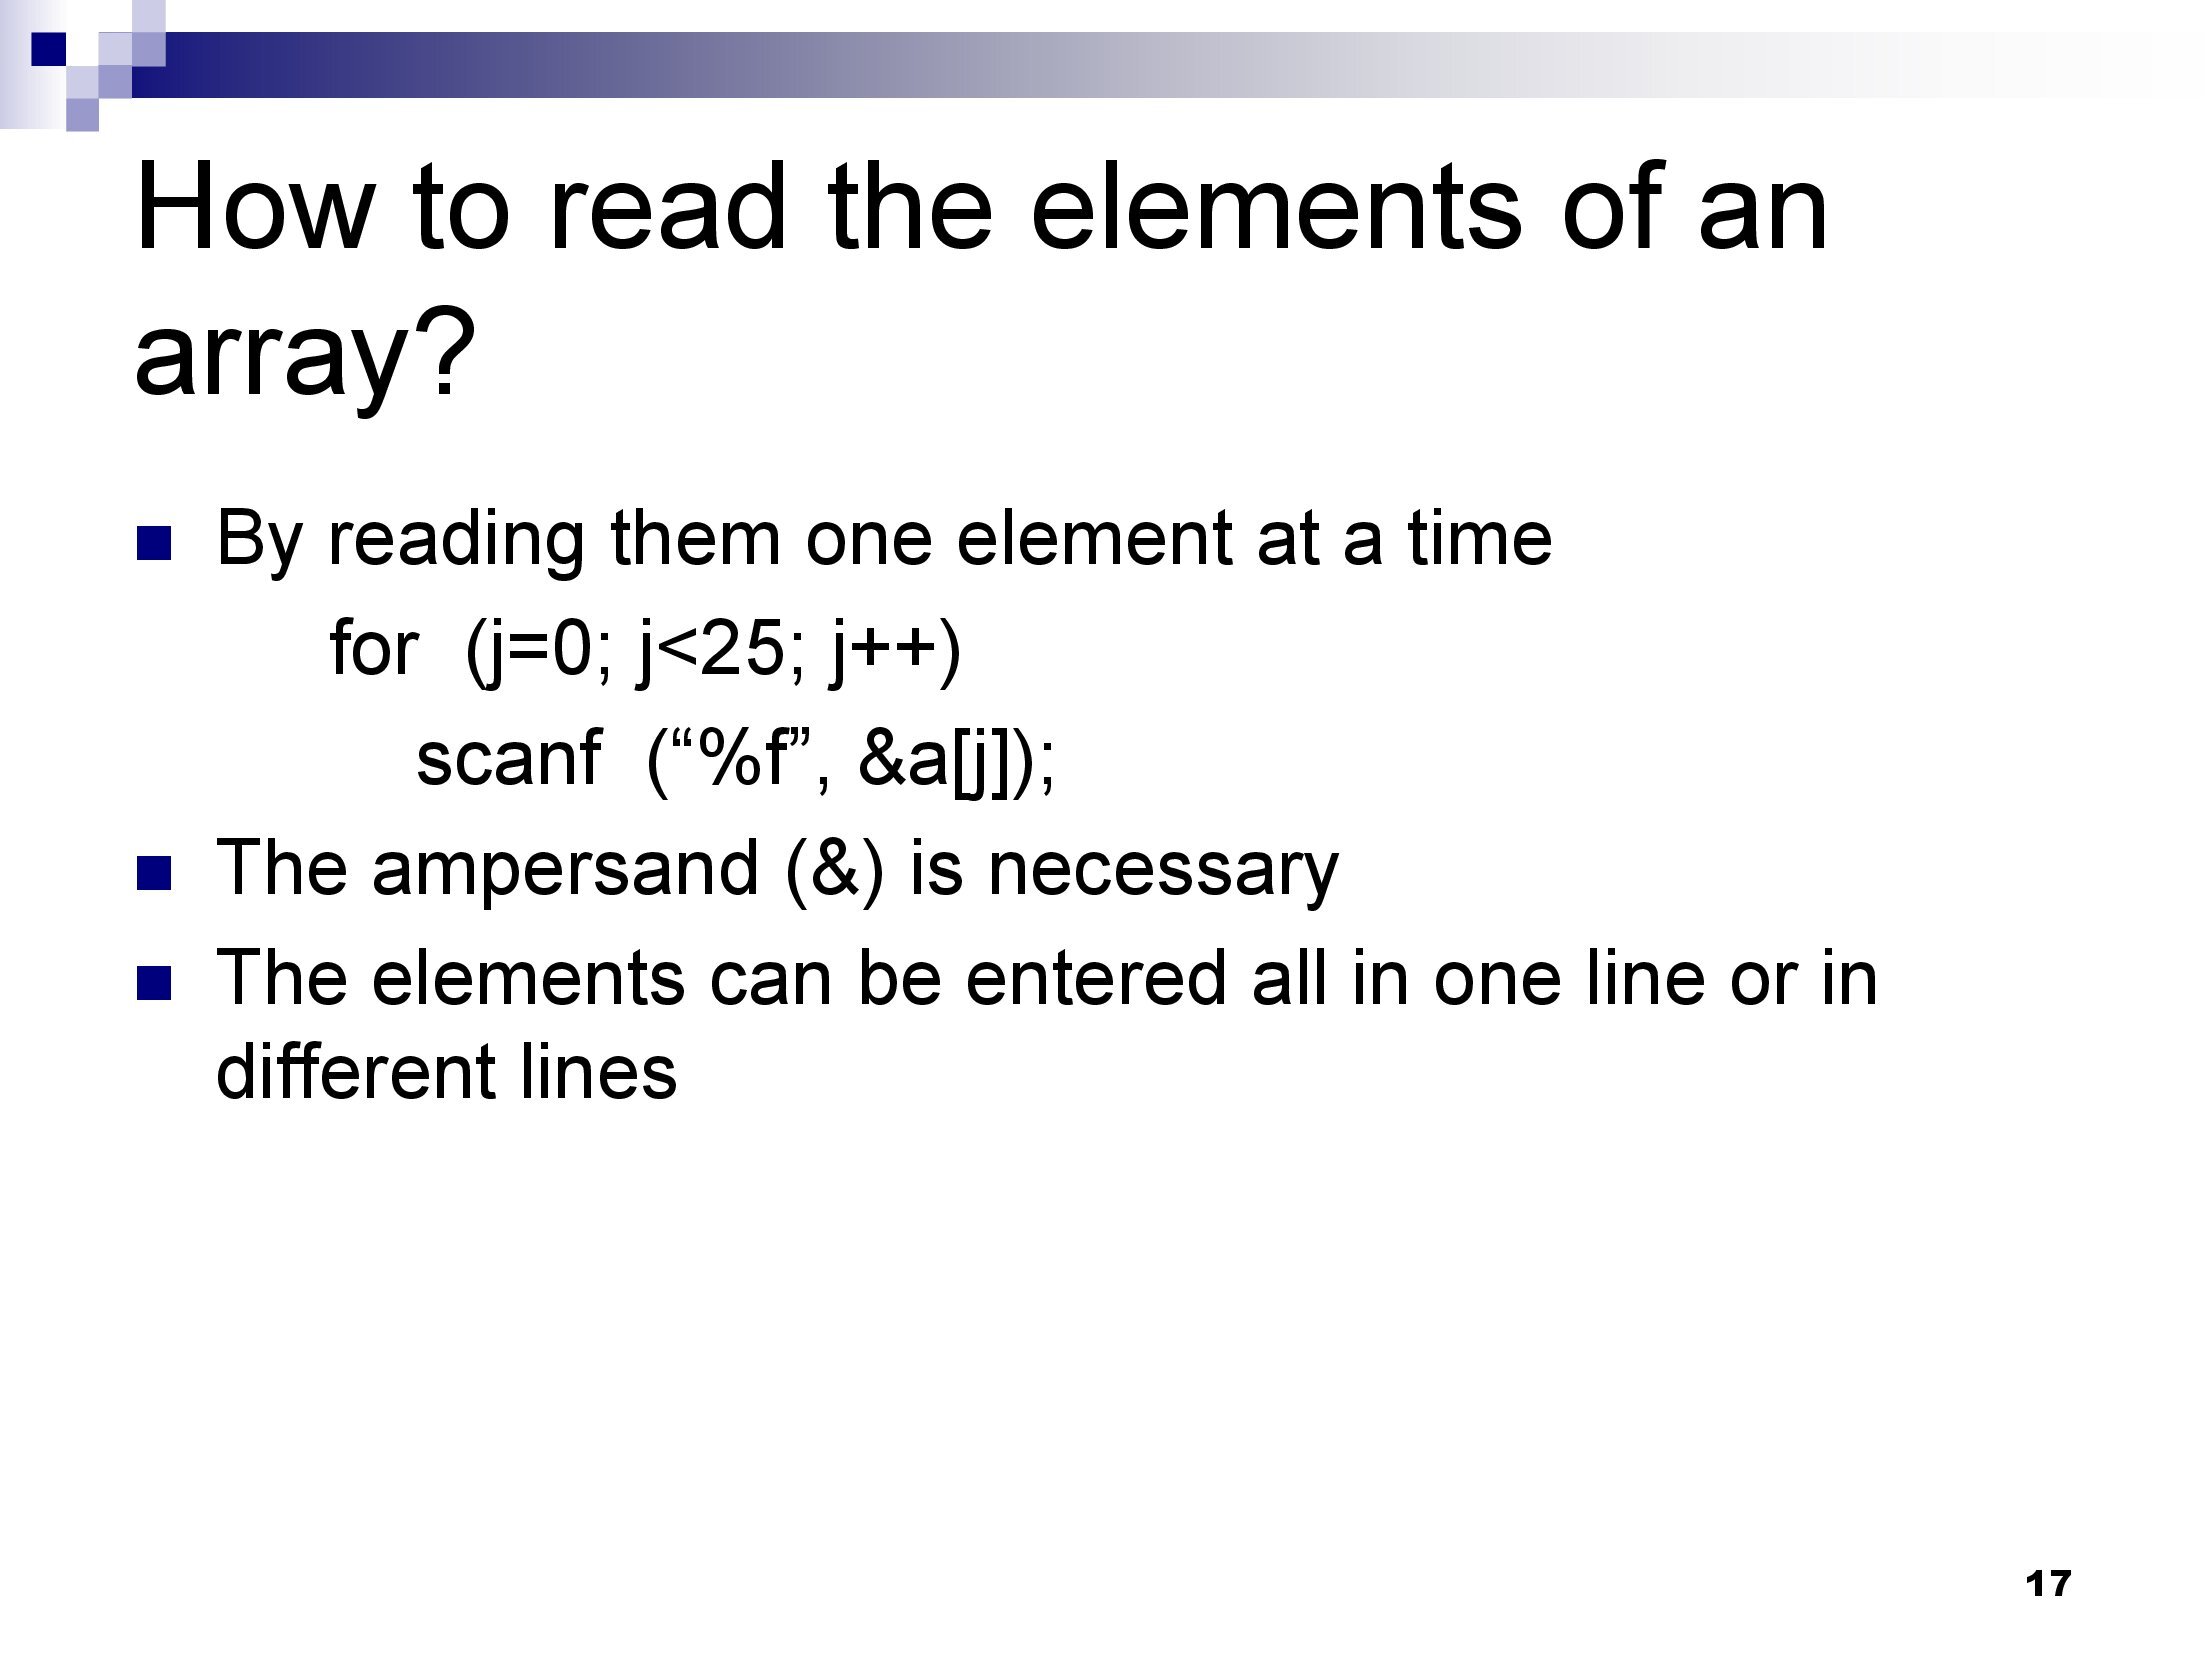 How to read the elements of an
array?
By reading them one element at a time
for (j=0; j<25; j++)
scanf (“%f”, &a[j]);
The ampersand (&) is necessary
The elements can be entered all in one line or in
different lines
17